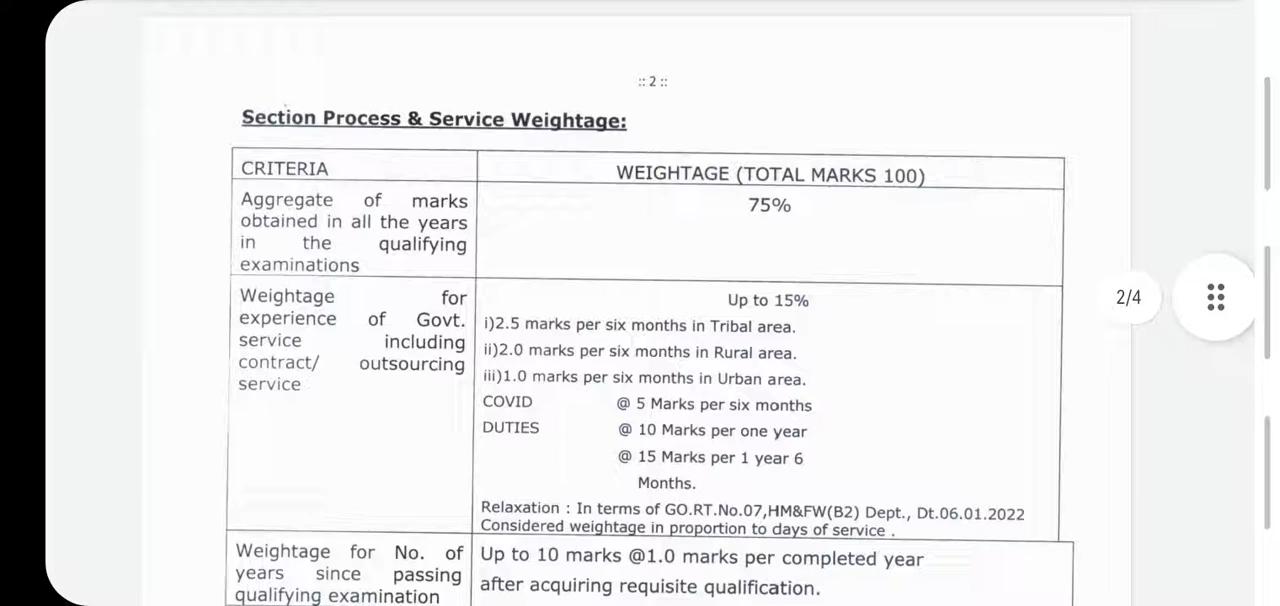 :: 2 ::
Section Process & Service Weightage:
CRITERIA
WEIGHTAGE (TOTAL MARKS 100)
Aggregate of marks
obtained in all the years
in the qualifying
examinations
75%
Weightage for
experience of Govt.
service including
contract/ outsourcing
service
Up to 15%
i)2.5 marks per six months in Tribal area.
ii)2.0 marks per six months in Rural area.
iii)1.0 marks per six months in Urban area.
COVID @ 5 Marks per six months
DUTIES @ 10 Marks per one year
@ 15 Marks per 1 year 6
Months.
Relaxation : In terms of GO.RT.No.07,HM&FW(B2) Dept., Dt.06.01.2022
Considered weightage in proportion to days of service .
Weightage for No. of
years since passing
qualifying examination
Up to 10 marks @1.0 marks per completed year
after acquiring requisite qualification.
2/4